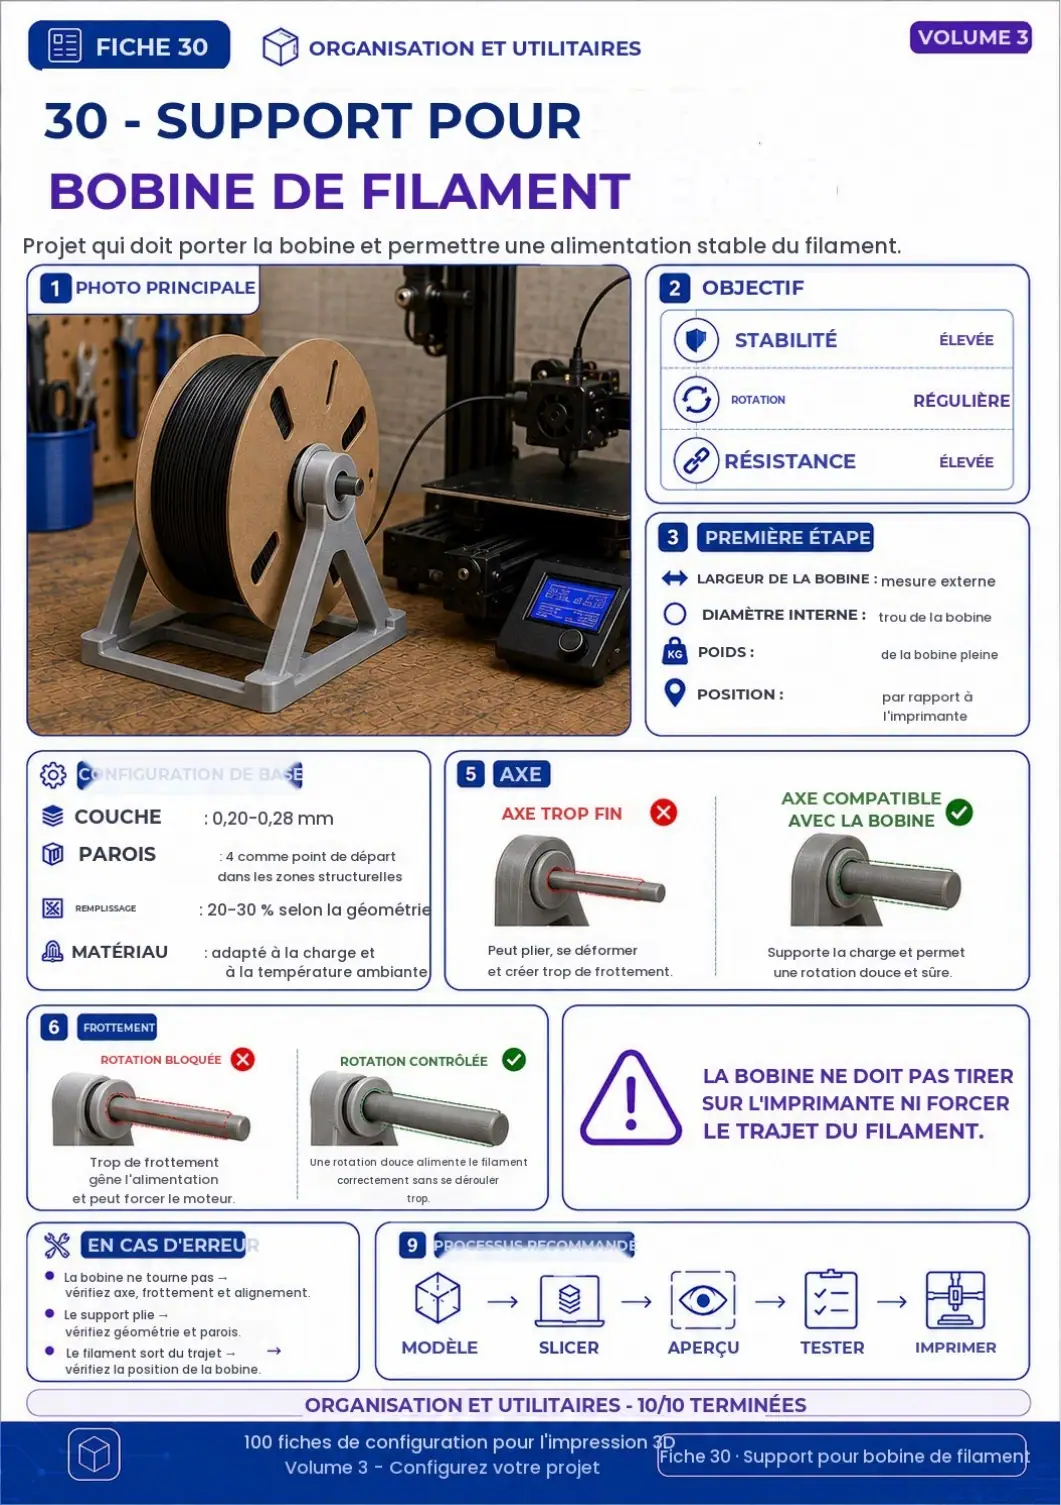 FICHE 30
ORGANISATION ET UTILITAIRES
VOLUME 3
30 - SUPPORT POUR
BOBINE DE FILAMENT
Projet qui doit porter la bobine et permettre une alimentation stable du filament.
1 PHOTO PRINCIPALE
2 OBJECTIF
STABILITÉ ÉLEVÉE
ROTATION RÉGULIÈRE
RÉSISTANCE ÉLEVÉE
3 PREMIÈRE ÉTAPE
LARGEUR DE LA BOBINE : mesure externe
DIAMÈTRE INTERNE : trou de la bobine
KG POIDS : de la bobine pleine
POSITION : par rapport à
l'imprimante
CONFIGURATION DE BASE
COUCHE : 0,20-0,28 mm
PAROIS : 4 comme point de départ
dans les zones structurelles
REMPLISSAGE : 20-30 % selon la géométrie
MATÉRIAU : adapté à la charge et
à la température ambiante
5 AXE
AXE TROP FIN
Peut plier, se déformer
et créer trop de frottement.
AXE COMPATIBLE
AVEC LA BOBINE
Supporte la charge et permet
une rotation douce et sûre.
6 FROTTEMENT
ROTATION BLOQUÉE
Trop de frottement
gêne l'alimentation
et peut forcer le moteur.
ROTATION CONTRÔLÉE
Une rotation douce alimente le filament
correctement sans se dérouler
trop.
LA BOBINE NE DOIT PAS TIRER
SUR L'IMPRIMANTE NI FORCER
LE TRAJET DU FILAMENT.
EN CAS D'ERREUR
La bobine ne tourne pas →
vérifiez axe, frottement et alignement.
Le support plie →
vérifiez géométrie et parois.
Le filament sort du trajet → →
vérifiez la position de la bobine.
9 PROCESSUS RECOMMANDÉ
MODÈLE → SLICER → APERÇU → TESTER → IMPRIMER
ORGANISATION ET UTILITAIRES - 10/10 TERMINÉES
100 fiches de configuration pour l'impression 3D
Volume 3 - Configurez votre projet
Fiche 30 · Support pour bobine de filament